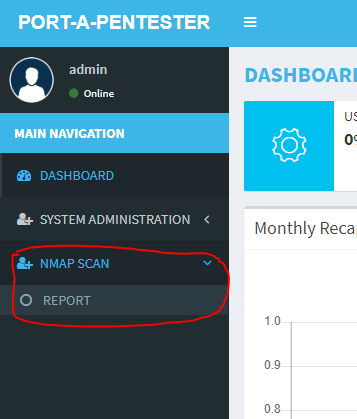 PORT-A-PENTESTER
admin
Online
MAIN NAVIGATION
DASHBOARD
SYSTEM ADMINISTRATION
NMAP SCAN
REPORT
DASHBOAR
US
0
Monthly Recap
1.0
0.9
0.8